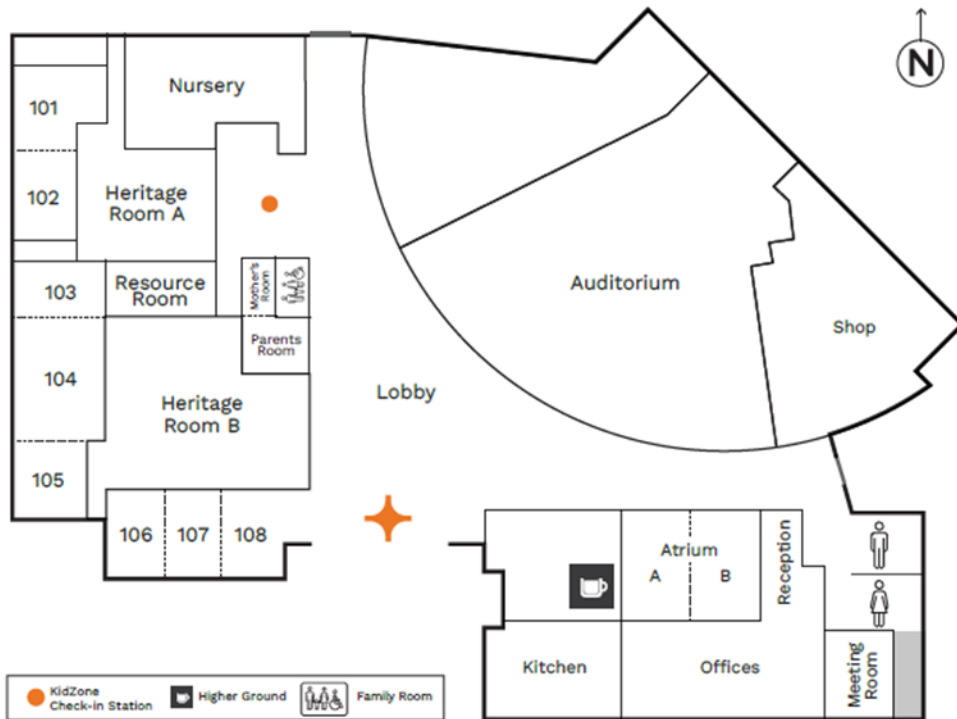 N
Nursery
101
102
Heritage
Room A
103
Resource
Room
Mother's
Room
Parents
Room
104
Heritage
Room B
105
106
107
108
Lobby
Auditorium
Shop
Atrium
A
B
Reception
Kitchen
Offices
Meeting
Room
KidZone
Check-in Station
Higher Ground
Family Room